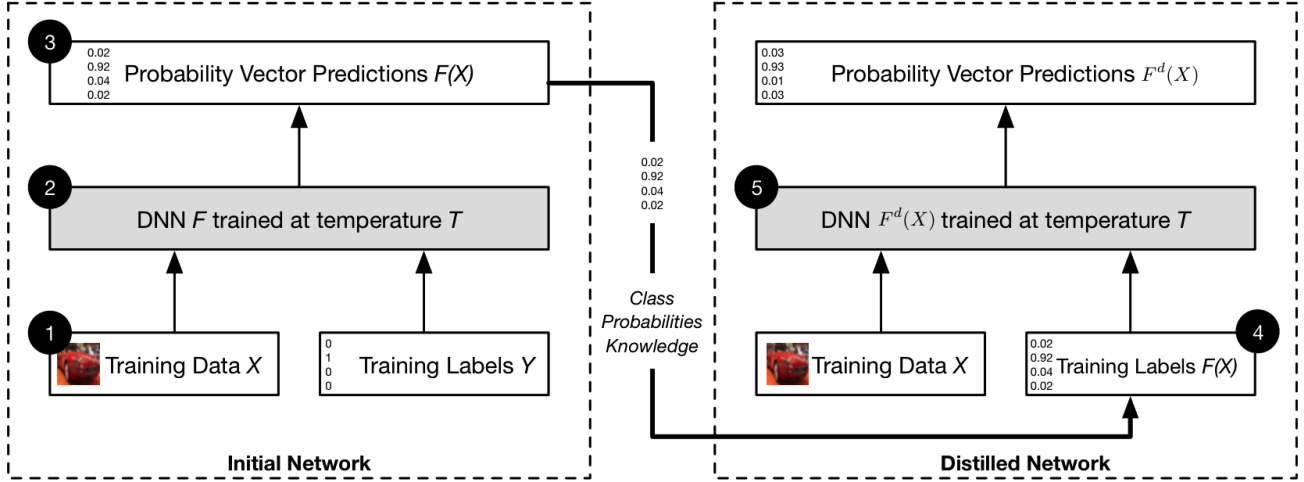 3
0.02
0.92
0.04
0.02
Probability Vector Predictions F(X)
2
DNN F trained at temperature T
1
Training Data X
0
1
0
0
Training Labels Y
Initial Network
0.02
0.92
0.04
0.02
Class
Probabilities
Knowledge
0.03
0.93
0.01
0.03
Probability Vector Predictions F^d(X)
5
DNN F^d(X) trained at temperature T
Training Data X
4
0.02
0.92
0.04
0.02
Training Labels F(X)
Distilled Network